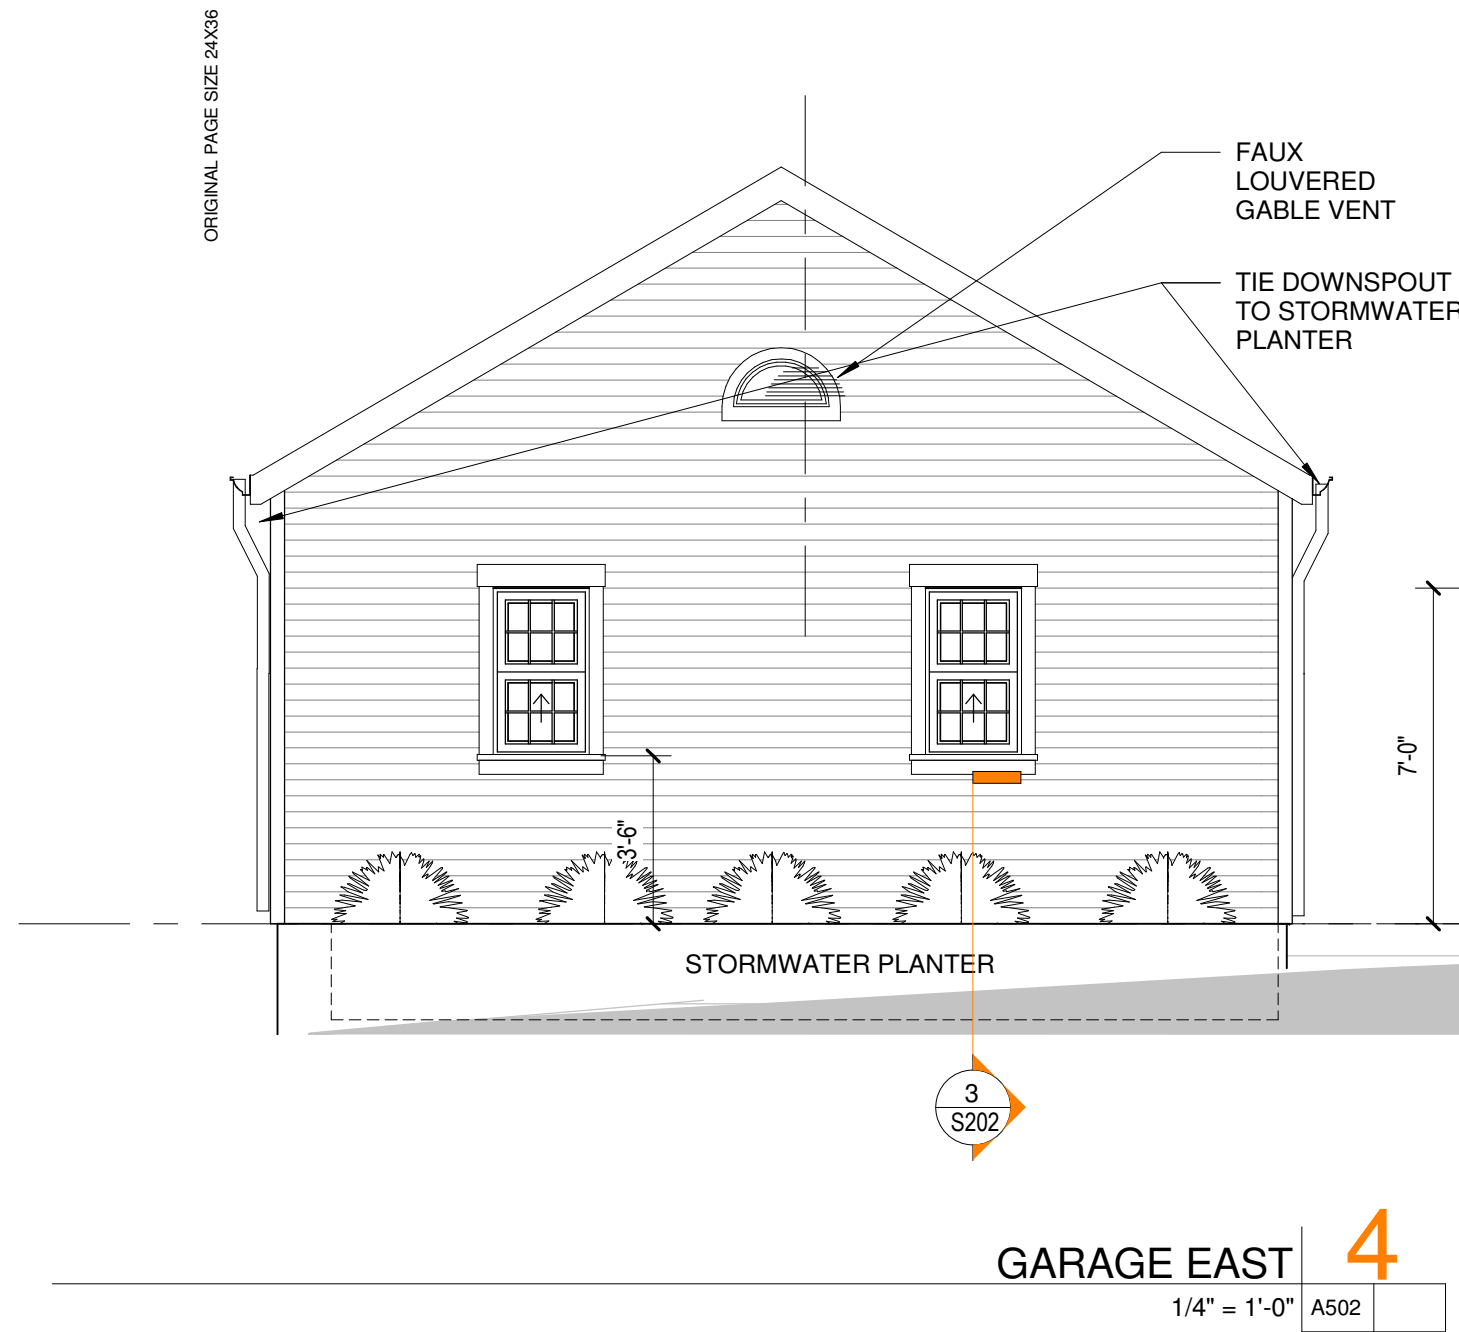 ORIGINAL PAGE SIZE 24X36
FAUX
LOUVERED
GABLE VENT
TIE DOWNSPOUT
TO STORMWATER
PLANTER
7'-0"
3'-6"
STORMWATER PLANTER
3
S202
GARAGE EAST
4
1/4" = 1'-0"
A502